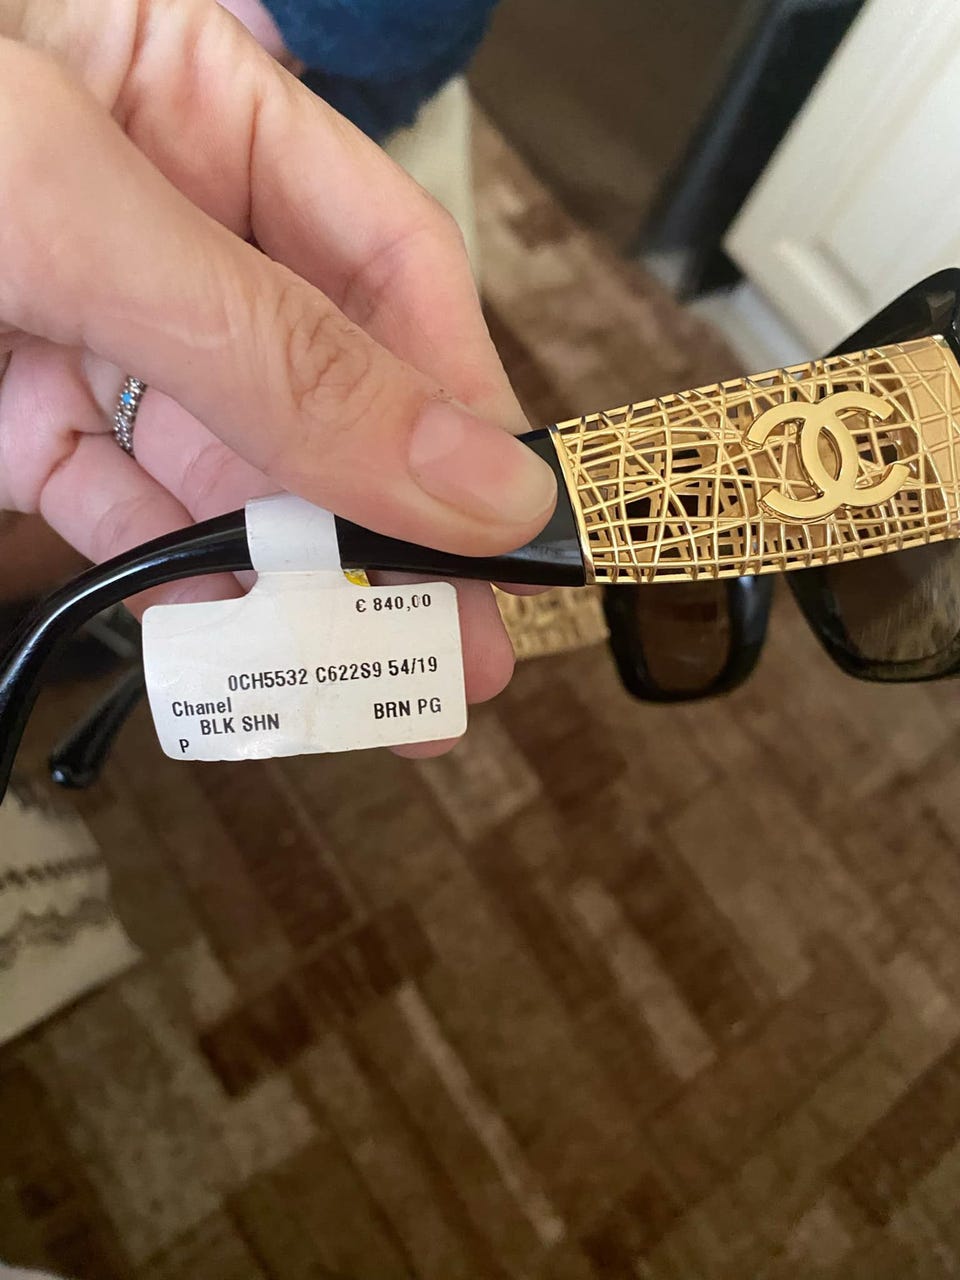 € 840,00
0CH5532 C622S9 54/19
Chanel
BLK SHN BRN PG
P